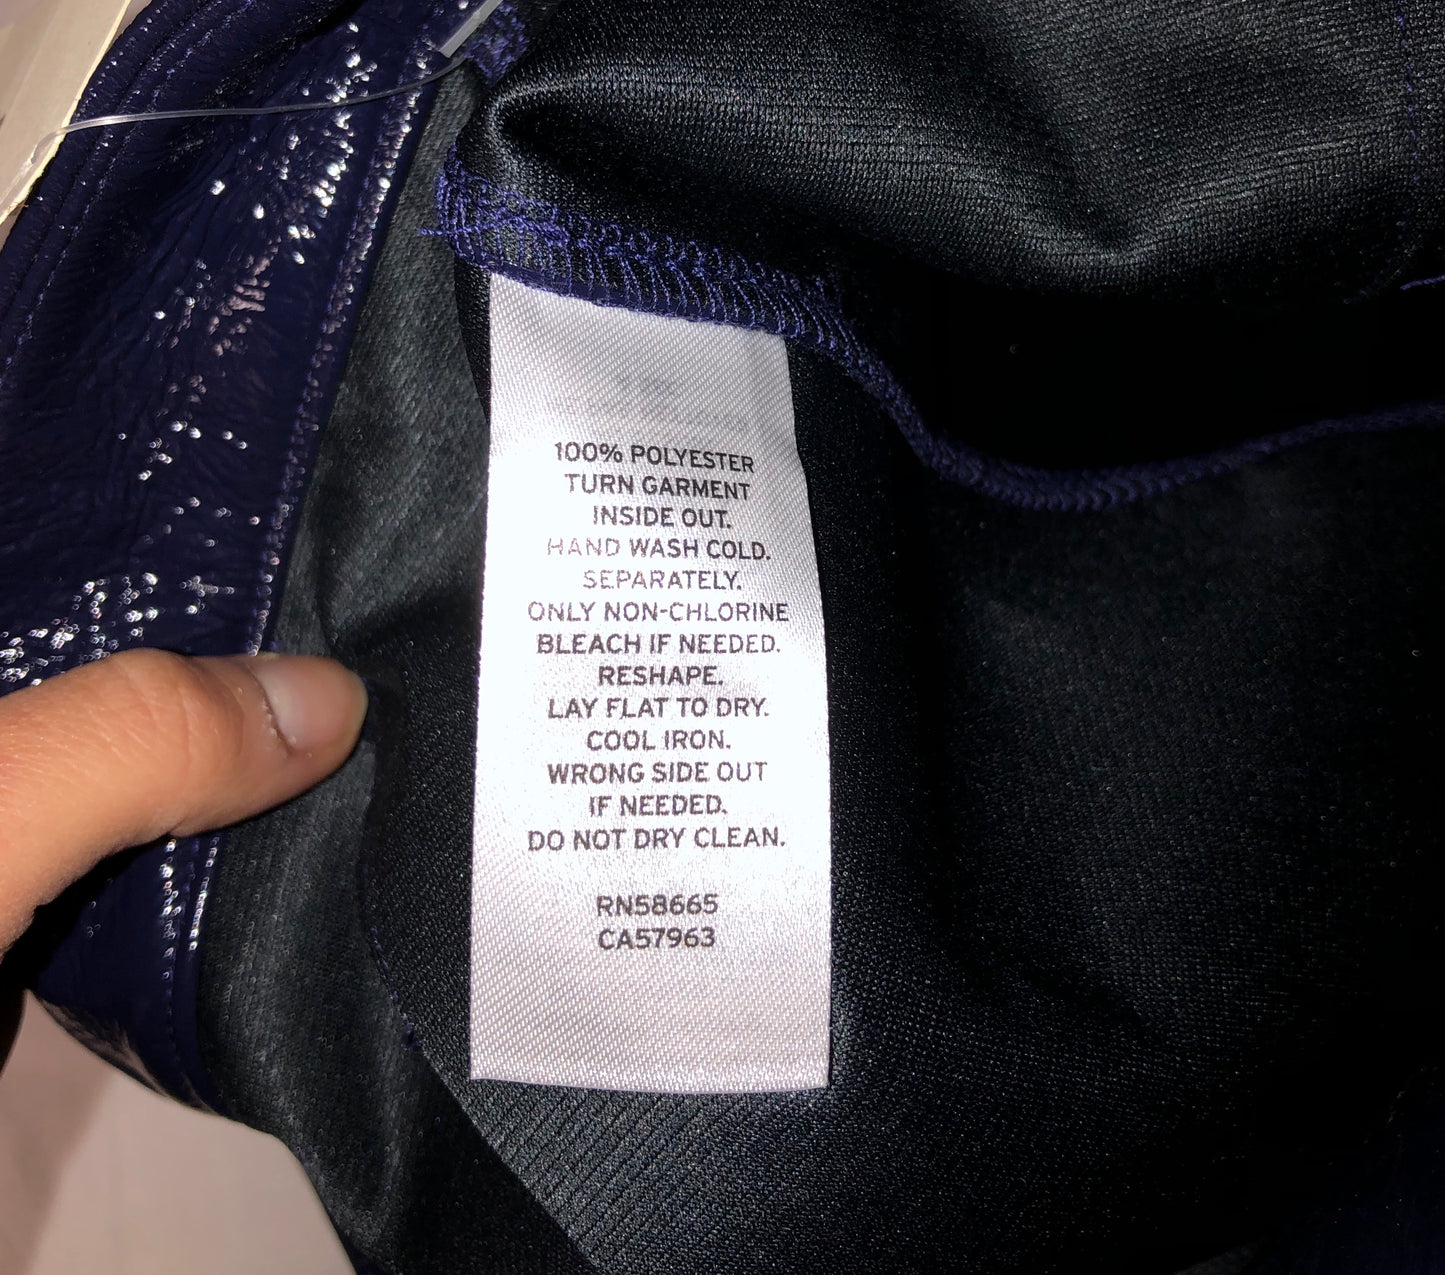 100% POLYESTER
TURN GARMENT
INSIDE OUT.
HAND WASH COLD.
SEPARATELY.
ONLY NON-CHLORINE
BLEACH IF NEEDED.
RESHAPE.
LAY FLAT TO DRY.
COOL IRON.
WRONG SIDE OUT
IF NEEDED.
DO NOT DRY CLEAN.
RN58665
CA57963